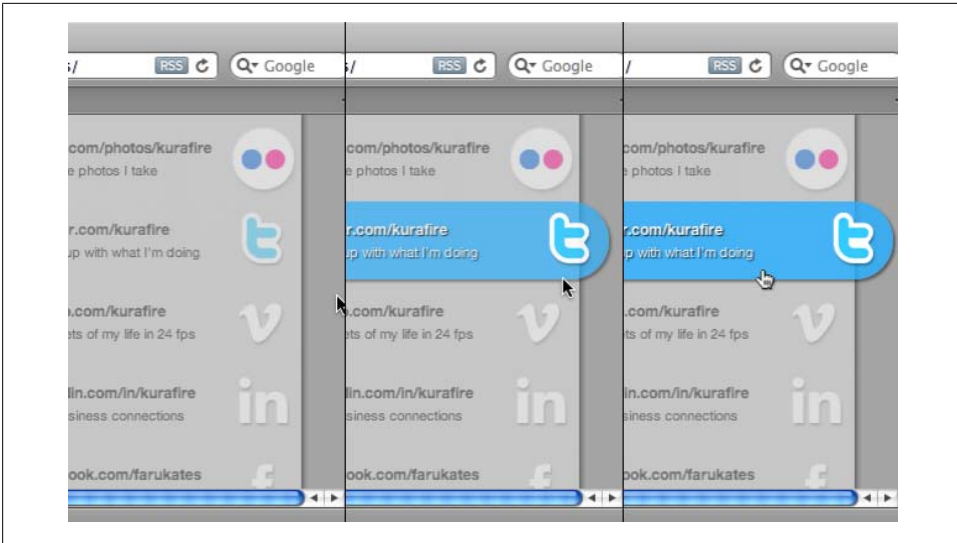 s/ RSS Google
com/photos/kurafire
e photos I take
r.com/kurafire
up with what I'm doing
o.com/kurafire
ets of my life in 24 fps
lin.com/in/kurafire
siness connections
ook.com/farukates
s/ RSS Google
com/photos/kurafire
e photos I take
r.com/kurafire
up with what I'm doing
o.com/kurafire
ets of my life in 24 fps
lin.com/in/kurafire
siness connections
ook.com/farukates
/ RSS Google
com/photos/kurafire
e photos I take
r.com/kurafire
p with what I'm doing
.com/kurafire
ts of my life in 24 fps
in.com/in/kurafire
siness connections
ook.com/farukates